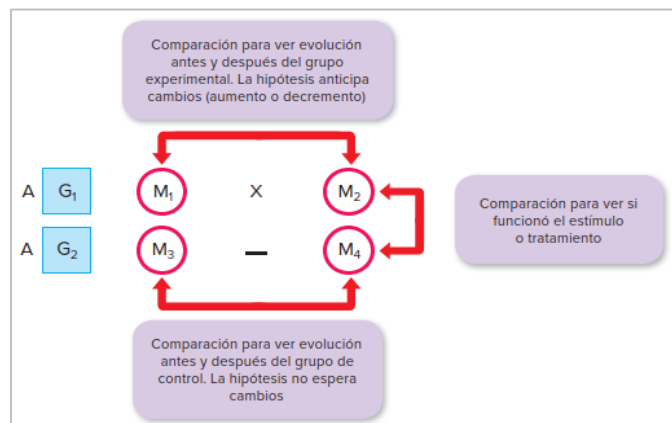 Comparación para ver evolución
antes y después del grupo
experimental. La hipótesis anticipa
cambios (aumento o decremento)
A G₁ M₁ X M₂
Comparación para ver si
funcionó el estímulo
o tratamiento
A G₂ M₃ — M₄
Comparación para ver evolución
antes y después del grupo de
control. La hipótesis no espera
cambios